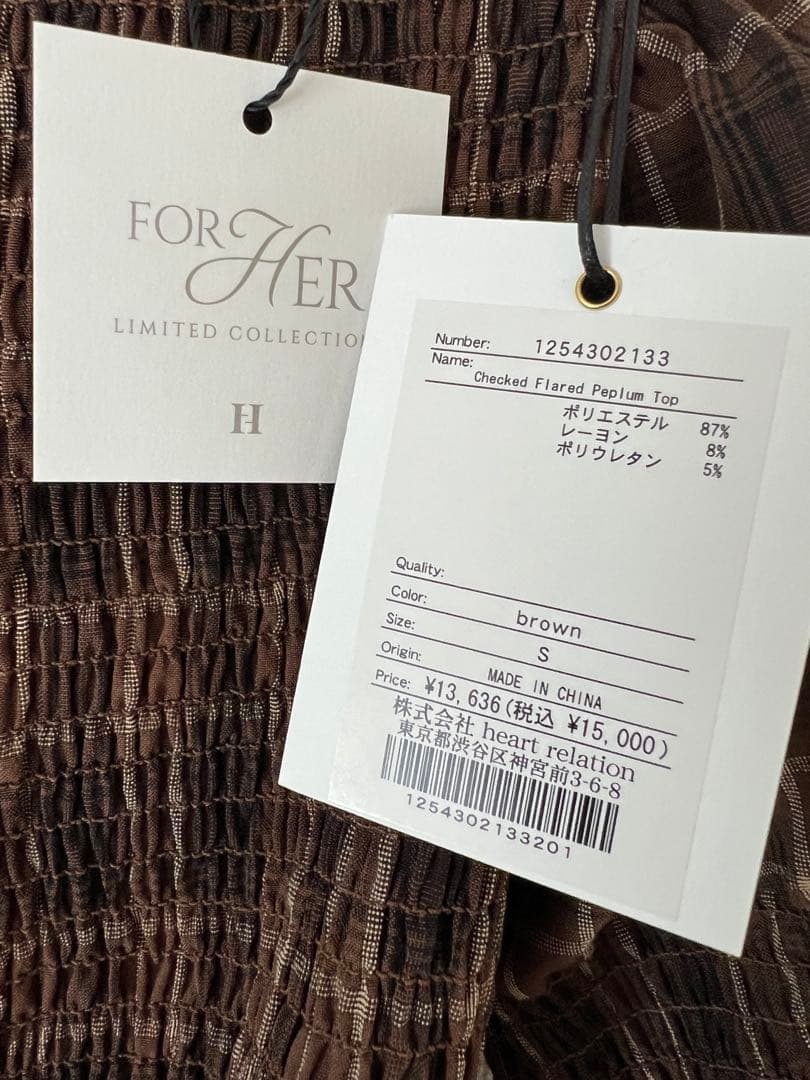 FOR HER
LIMITED COLLECTIO
H
Number: 1254302133
Name: Checked Flared Peplum Top
ポリエステル 87%
レーヨン 8%
ポリウレタン 5%
Quality:
Color: brown
Size: S
Origin: MADE IN CHINA
Price: ¥13,636(税込 ¥15,000)
株式会社 heart relation
東京都渋谷区神宮前3-6-8
1254302133201